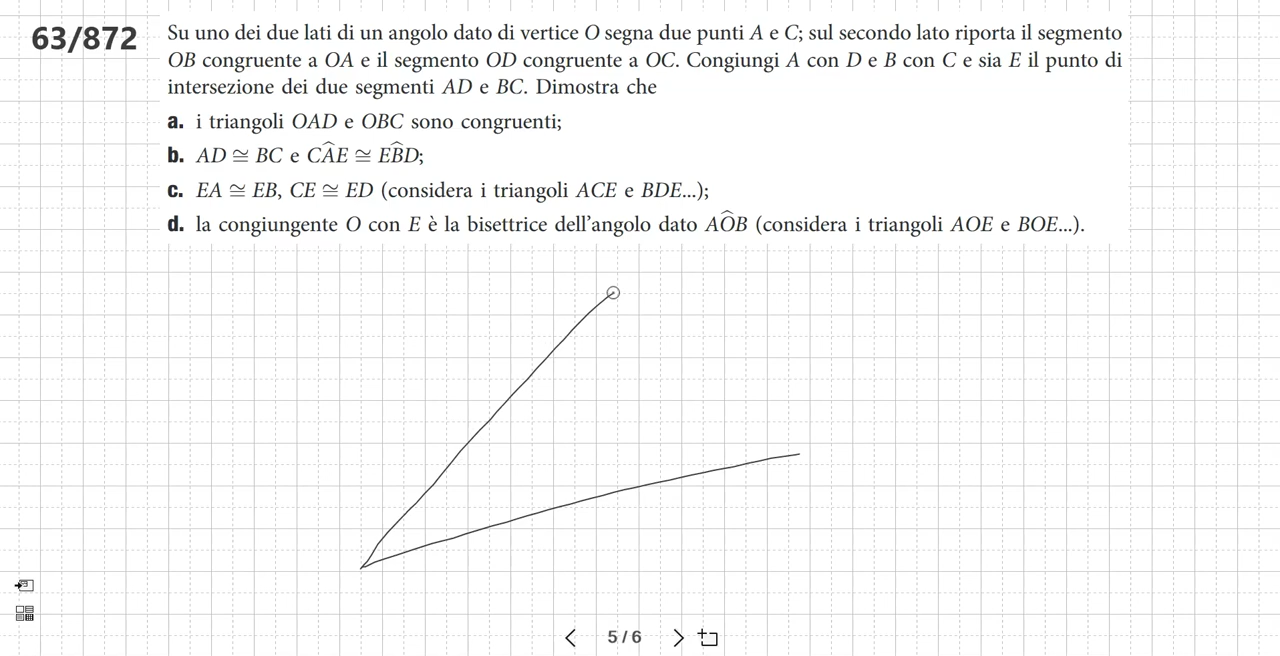 63/872
Su uno dei due lati di un angolo dato di vertice O segna due punti A e C; sul secondo lato riporta il segmento
OB congruente a OA e il segmento OD congruente a OC. Congiungi A con D e B con C e sia E il punto di
intersezione dei due segmenti AD e BC. Dimostra che
a. i triangoli OAD e OBC sono congruenti;
b. AD ≅ BC e CÂE ≅ EB̂D;
c. EA ≅ EB, CE ≅ ED (considera i triangoli ACE e BDE...);
d. la congiungente O con E è la bisettrice dell'angolo dato AÔB (considera i triangoli AOE e BOE...).
5/6